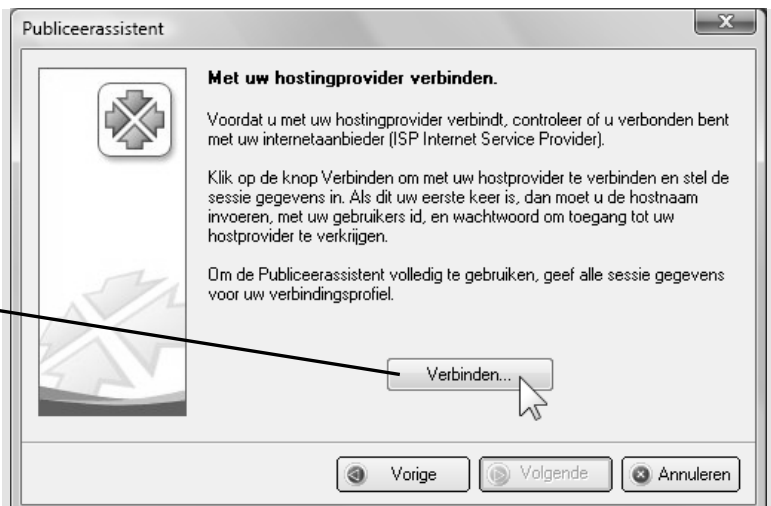 Publiceerassistent
Met uw hostingprovider verbinden.
Voordat u met uw hostingprovider verbindt, controleer of u verbonden bent
met uw internetaanbieder (ISP Internet Service Provider).
Klik op de knop Verbinden om met uw hostprovider te verbinden en stel de
sessie gegevens in. Als dit uw eerste keer is, dan moet u de hostnaam
invoeren, met uw gebruikers id, en wachtwoord om toegang tot uw
hostprovider te verkrijgen.
Om de Publiceerassistent volledig te gebruiken, geef alle sessie gegevens
voor uw verbindingsprofiel.
Verbinden...
Vorige
Volgende
Annuleren